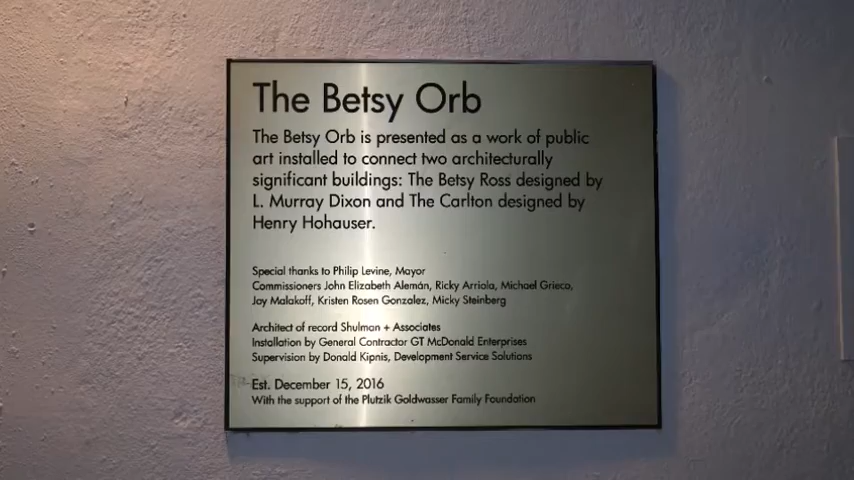 The Betsy Orb
The Betsy Orb is presented as a work of public
art installed to connect two architecturally
significant buildings: The Betsy Ross designed by
L. Murray Dixon and The Carlton designed by
Henry Hohauser.
Special thanks to Philip Levine, Mayor
Commissioners John Elizabeth Alemán, Ricky Arriola, Michael Grieco,
Joy Malakoff, Kristen Rosen Gonzalez, Micky Steinberg
Architect of record Shulman + Associates
Installation by General Contractor GT McDonald Enterprises
Supervision by Donald Kipnis, Development Service Solutions
Est. December 15, 2016
With the support of the Plutzik Goldwasser Family Foundation